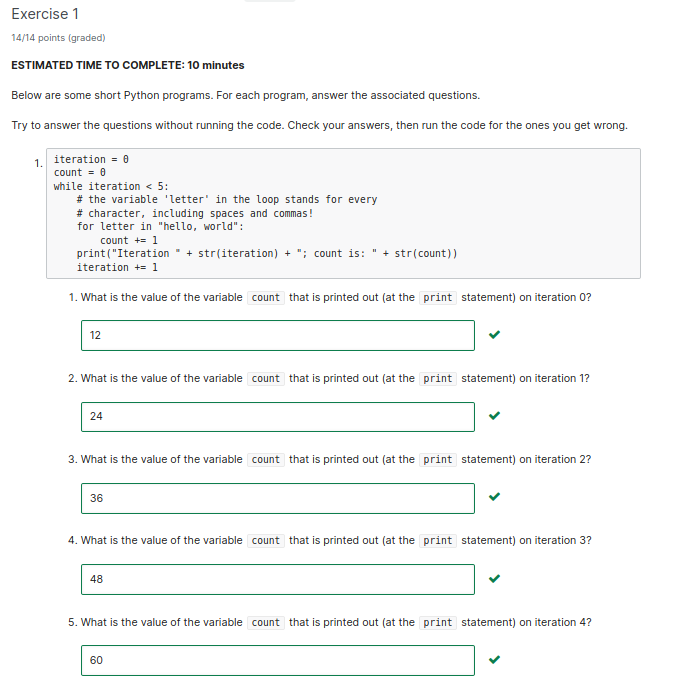 Exercise 1
14/14 points (graded)
ESTIMATED TIME TO COMPLETE: 10 minutes
Below are some short Python programs. For each program, answer the associated questions.
Try to answer the questions without running the code. Check your answers, then run the code for the ones you get wrong.
1. iteration = 0
count = 0
while iteration < 5:
    # the variable 'letter' in the loop stands for every
    # character, including spaces and commas!
    for letter in "hello, world":
        count += 1
    print("Iteration " + str(iteration) + "; count is: " + str(count))
    iteration += 1
1. What is the value of the variable count that is printed out (at the print statement) on iteration 0?
12
2. What is the value of the variable count that is printed out (at the print statement) on iteration 1?
24
3. What is the value of the variable count that is printed out (at the print statement) on iteration 2?
36
4. What is the value of the variable count that is printed out (at the print statement) on iteration 3?
48
5. What is the value of the variable count that is printed out (at the print statement) on iteration 4?
60